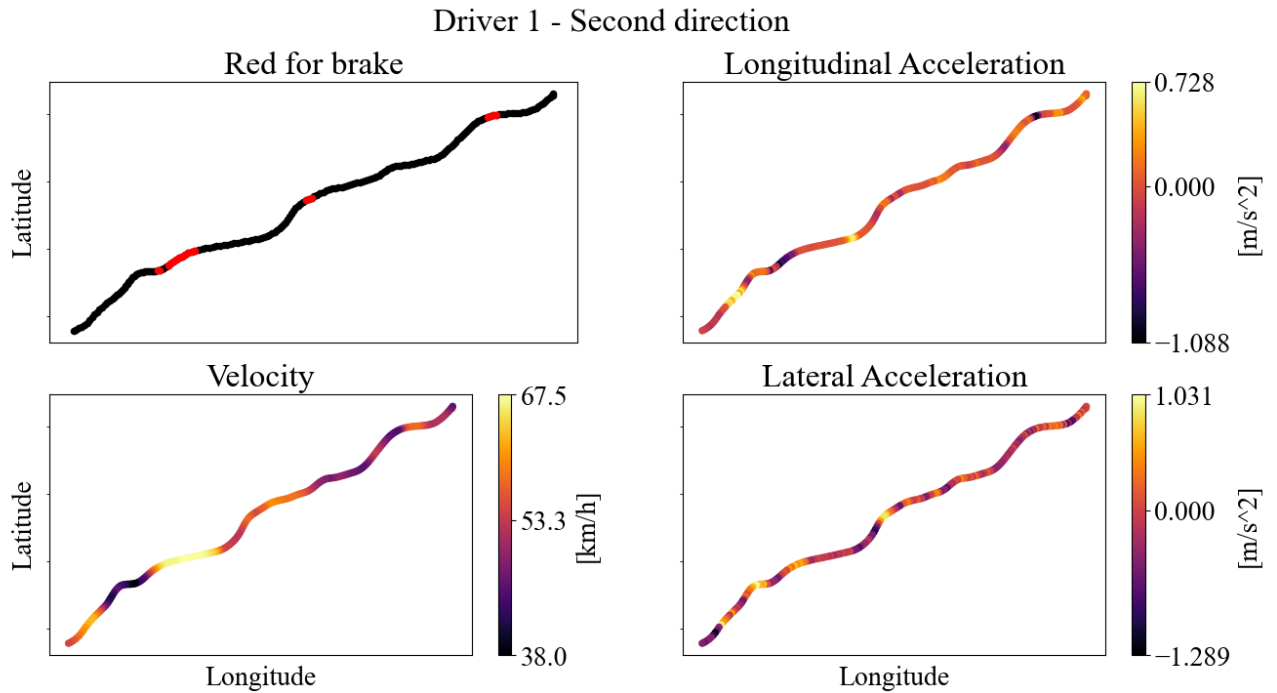 Driver 1 - Second direction
Red for brake
Latitude
Longitudinal Acceleration
0.728
0.000
−1.088
[m/s^2]
Velocity
Latitude
Longitude
67.5
53.3
38.0
[km/h]
Lateral Acceleration
Longitude
1.031
0.000
−1.289
[m/s^2]